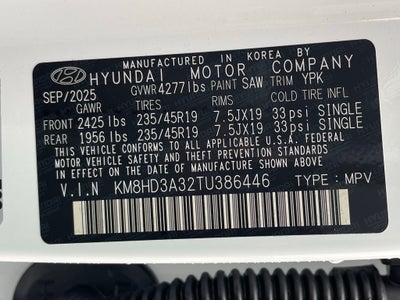 MANUFACTURED IN KOREA BY
HYUNDAI MOTOR COMPANY
SEP/2025 GVWR4277lbs PAINT SAW TRIM YPK
GAWR TIRES RIMS COLD TIRE INFL
FRONT 2425 lbs 235/45R19 7.5JX19 33psi SINGLE
REAR 1956 lbs 235/45R19 7.5JX19 33psi SINGLE
THIS VEHICLE CONFORMS TO ALL APPLICABLE U.S.A FEDERAL
MOTOR VEHICLE SAFETY, BUMPER, AND THEFT PREVENTION STANDARDS
IN EFFECT ON THE DATE OF MANUFACTURE SHOWN ABOVE.
V.I.N KM8HD3A32TU386446 TYPE : MPV